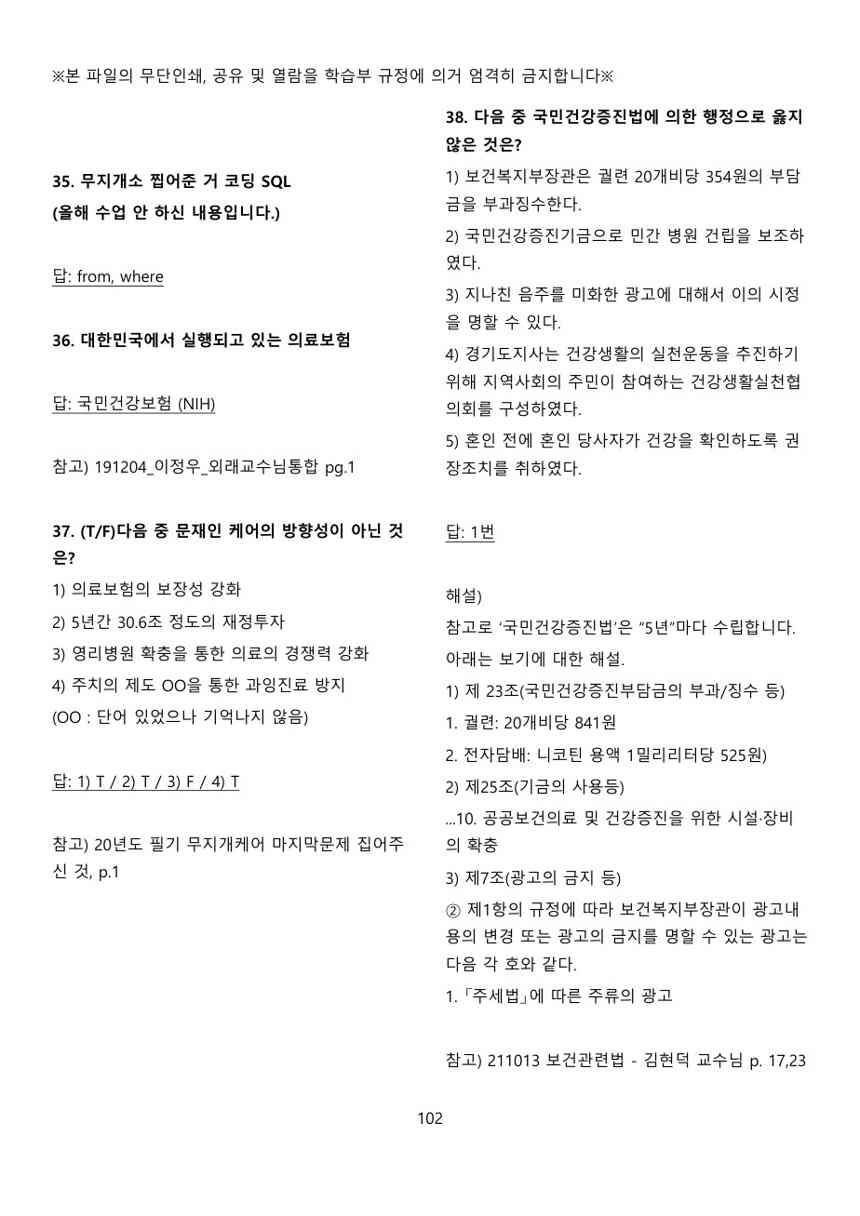 ※본 파일의 무단인쇄, 공유 및 열람을 학습부 규정에 의거 엄격히 금지합니다※
35. 무지개소 찝어준 거 코딩 SQL
(올해 수업 안 하신 내용입니다.)
답: from, where
36. 대한민국에서 실행되고 있는 의료보험
답: 국민건강보험 (NIH)
참고) 191204_이정우_외래교수님통합 pg.1
37. (T/F)다음 중 문재인 케어의 방향성이 아닌 것
은?
1) 의료보험의 보장성 강화
2) 5년간 30.6조 정도의 재정투자
3) 영리병원 확충을 통한 의료의 경쟁력 강화
4) 주치의 제도 OO을 통한 과잉진료 방지
(OO : 단어 있었으나 기억나지 않음)
답: 1) T / 2) T / 3) F / 4) T
참고) 20년도 필기 무지개케어 마지막문제 집어주
신 것, p.1
38. 다음 중 국민건강증진법에 의한 행정으로 옳지
않은 것은?
1) 보건복지부장관은 궐련 20개비당 354원의 부담
금을 부과징수한다.
2) 국민건강증진기금으로 민간 병원 건립을 보조하
였다.
3) 지나친 음주를 미화한 광고에 대해서 이의 시정
을 명할 수 있다.
4) 경기도지사는 건강생활의 실천운동을 추진하기
위해 지역사회의 주민이 참여하는 건강생활실천협
의회를 구성하였다.
5) 혼인 전에 혼인 당사자가 건강을 확인하도록 권
장조치를 취하였다.
답: 1번
해설)
참고로 ‘국민건강증진법’은 “5년”마다 수립합니다.
아래는 보기에 대한 해설.
1) 제 23조(국민건강증진부담금의 부과/징수 등)
1. 궐련: 20개비당 841원
2. 전자담배: 니코틴 용액 1밀리리터당 525원)
2) 제25조(기금의 사용등)
...10. 공공보건의료 및 건강증진을 위한 시설·장비
의 확충
3) 제7조(광고의 금지 등)
② 제1항의 규정에 따라 보건복지부장관이 광고내
용의 변경 또는 광고의 금지를 명할 수 있는 광고는
다음 각 호와 같다.
1. 「주세법」에 따른 주류의 광고
참고) 211013 보건관련법 - 김현덕 교수님 p. 17,23
102